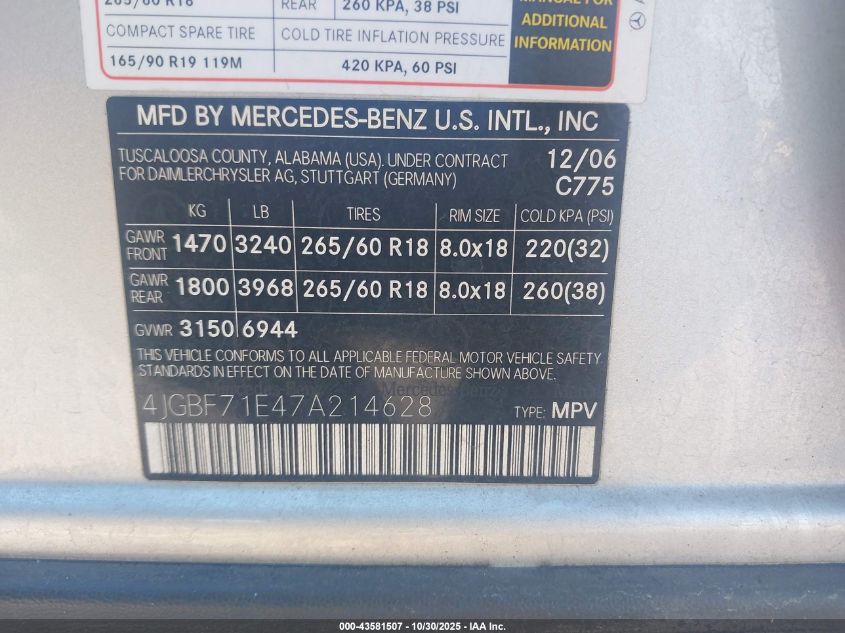 265/60 R18 REAR 260 KPA, 38 PSI
MANUAL FOR
ADDITIONAL
INFORMATION
COMPACT SPARE TIRE COLD TIRE INFLATION PRESSURE
165/90 R19 119M 420 KPA, 60 PSI
MFD BY MERCEDES-BENZ U.S. INTL., INC
TUSCALOOSA COUNTY, ALABAMA (USA). UNDER CONTRACT 12/06
FOR DAIMLERCHRYSLER AG, STUTTGART (GERMANY) C775
KG LB TIRES RIM SIZE COLD KPA (PSI)
GAWR FRONT 1470 3240 265/60 R18 8.0x18 220(32)
GAWR REAR 1800 3968 265/60 R18 8.0x18 260(38)
GVWR 3150 6944
THIS VEHICLE CONFORMS TO ALL APPLICABLE FEDERAL MOTOR VEHICLE SAFETY
STANDARDS IN EFFECT ON THE DATE OF MANUFACTURE SHOWN ABOVE.
4JGBF71E47A214628 TYPE: MPV
000-43581507 - 10/30/2025 - IAA Inc.